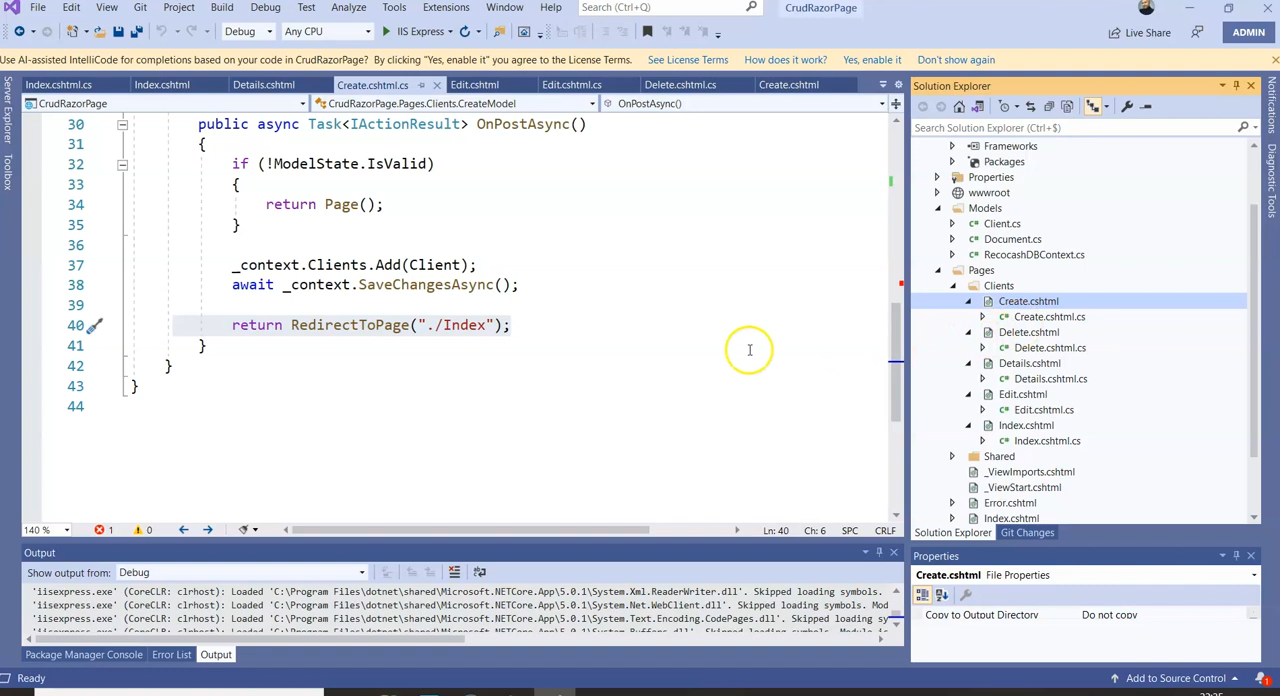 File Edit View Git Project Build Debug Test Analyze Tools Extensions Window Help Search (Ctrl+Q) CrudRazorPage
Debug Any CPU IIS Express Live Share ADMIN
Use AI-assisted IntelliCode for completions based on your code in CrudRazorPage? By clicking "Yes, enable it" you agree to the License Terms. See License Terms How does it work? Yes, enable it Don't show again
Index.cshtml.cs Index.cshtml Details.cshtml Create.cshtml.cs Edit.cshtml Edit.cshtml.cs Delete.cshtml.cs Create.cshtml
CrudRazorPage CrudRazorPage.Pages.Clients.CreateModel OnPostAsync()
Server Explorer
Toolbox
30 public async Task<IActionResult> OnPostAsync()
31 {
32 if (!ModelState.IsValid)
33 {
34 return Page();
35 }
36
37 _context.Clients.Add(Client);
38 await _context.SaveChangesAsync();
39
40 return RedirectToPage("./Index");
41 }
42 }
43 }
44
140 % 1 0 Ln: 40 Ch: 6 SPC CRLF
Output
Show output from: Debug
'iisexpress.exe' (CoreCLR: clrhost): Loaded 'C:\Program Files\dotnet\shared\Microsoft.NETCore.App\5.0.1\System.Xml.ReaderWriter.dll'. Skipped loading symbols.
'iisexpress.exe' (CoreCLR: clrhost): Loaded 'C:\Program Files\dotnet\shared\Microsoft.NETCore.App\5.0.1\System.Net.WebClient.dll'. Skipped loading symbols. Mod
'iisexpress.exe' (CoreCLR: clrhost): Loaded 'C:\Program Files\dotnet\shared\Microsoft.NETCore.App\5.0.1\System.Text.Encoding.CodePages.dll'. Skipped loading sy
Package Manager Console Error List Output
Solution Explorer
Search Solution Explorer (Ctrl+$)
Frameworks
Packages
Properties
wwwroot
Models
C# Client.cs
C# Document.cs
C# RecocashDBContext.cs
Pages
Clients
Create.cshtml
C# Create.cshtml.cs
Delete.cshtml
C# Delete.cshtml.cs
Details.cshtml
C# Details.cshtml.cs
Edit.cshtml
C# Edit.cshtml.cs
Index.cshtml
C# Index.cshtml.cs
Shared
_ViewImports.cshtml
_ViewStart.cshtml
Error.cshtml
Index.cshtml
Solution Explorer Git Changes
Properties
Create.cshtml File Properties
Copy to Output Directory Do not copy
Notifications
Diagnostic Tools
Ready Add to Source Control 1